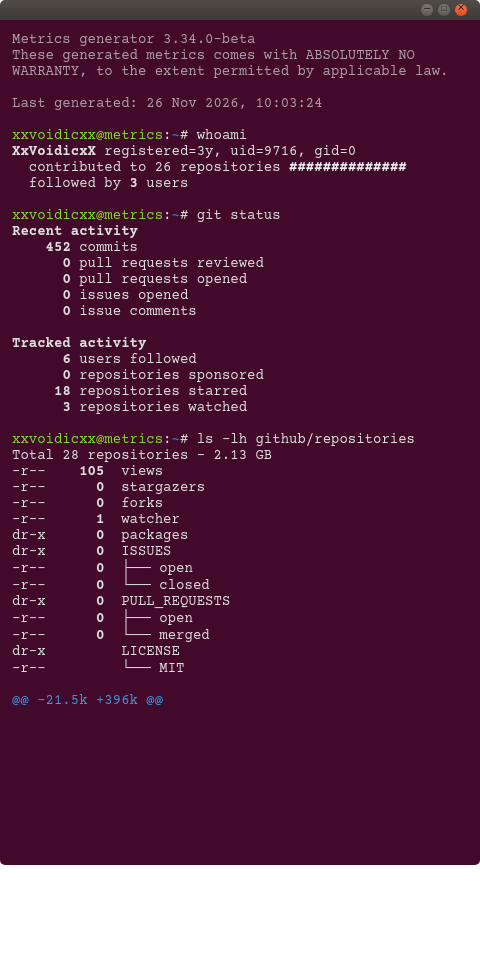 Metrics generator 3.34.0-beta
These generated metrics comes with ABSOLUTELY NO
WARRANTY, to the extent permitted by applicable law.
Last generated: 26 Nov 2026, 10:03:24
xxvoidicxx@metrics:~# whoami
XxVoidicxX registered=3y, uid=9716, gid=0
contributed to 26 repositories ##############
followed by 3 users
xxvoidicxx@metrics:~# git status
Recent activity
452 commits
0 pull requests reviewed
0 pull requests opened
0 issues opened
0 issue comments
Tracked activity
6 users followed
0 repositories sponsored
18 repositories starred
3 repositories watched
xxvoidicxx@metrics:~# ls -lh github/repositories
Total 28 repositories - 2.13 GB
-r-- 105 views
-r-- 0 stargazers
-r-- 0 forks
-r-- 1 watcher
dr-x 0 packages
dr-x 0 ISSUES
-r-- 0 ├── open
-r-- 0 └── closed
dr-x 0 PULL_REQUESTS
-r-- 0 ├── open
-r-- 0 └── merged
dr-x LICENSE
-r-- └── MIT
@@ -21.5k +396k @@